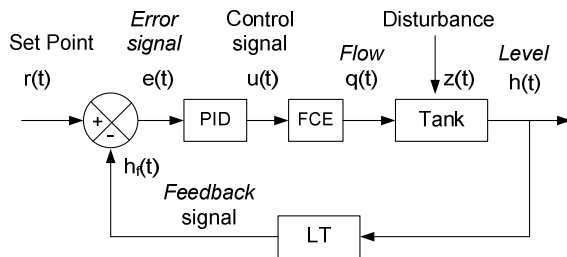 Set Point
r(t)
Error
signal
e(t)
Control
signal
u(t)
Flow
q(t)
Disturbance
z(t)
Level
h(t)
+
-
PID
FCE
Tank
hf(t)
Feedback
signal
LT